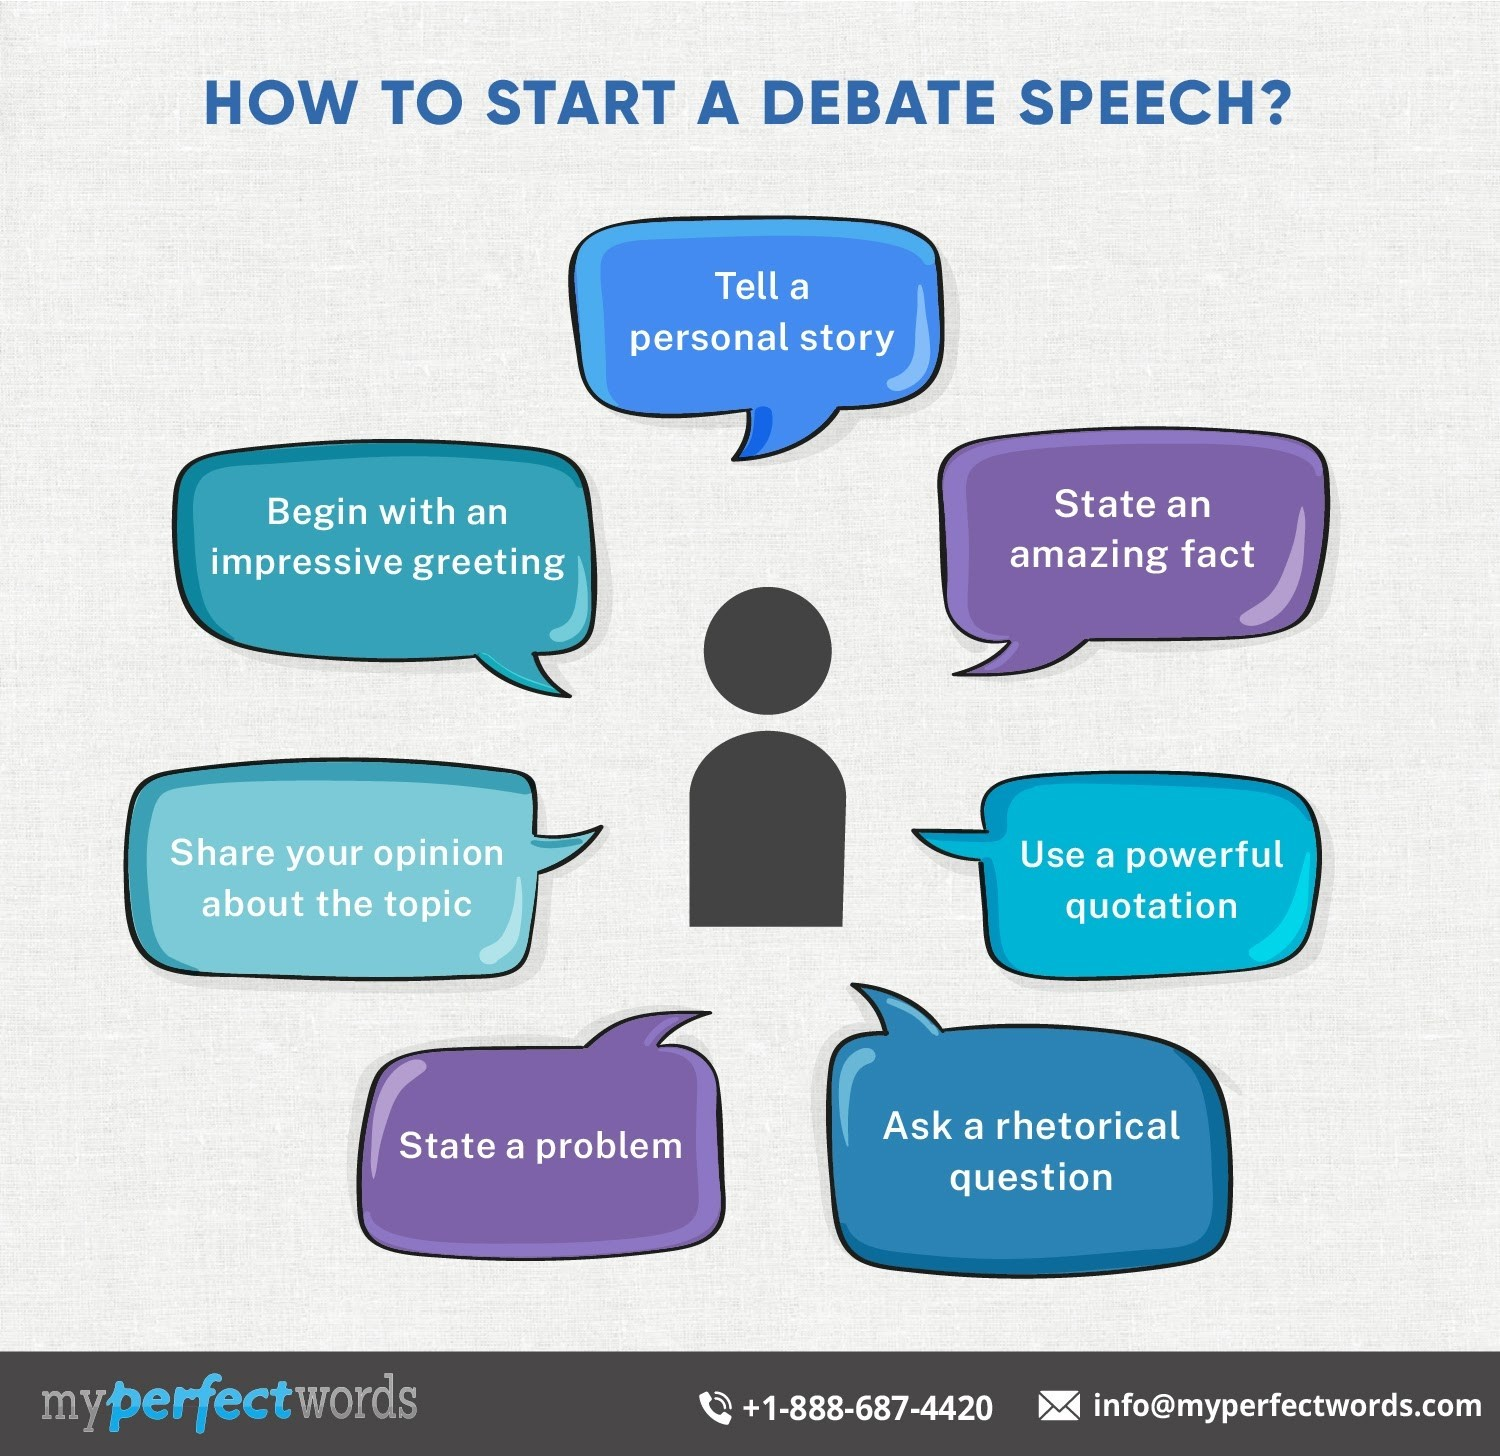 HOW TO START A DEBATE SPEECH?
Tell a
personal story
Begin with an
impressive greeting
State an
amazing fact
Share your opinion
about the topic
Use a powerful
quotation
State a problem
Ask a rhetorical
question
myperfectwords
+1-888-687-4420
info@myperfectwords.com